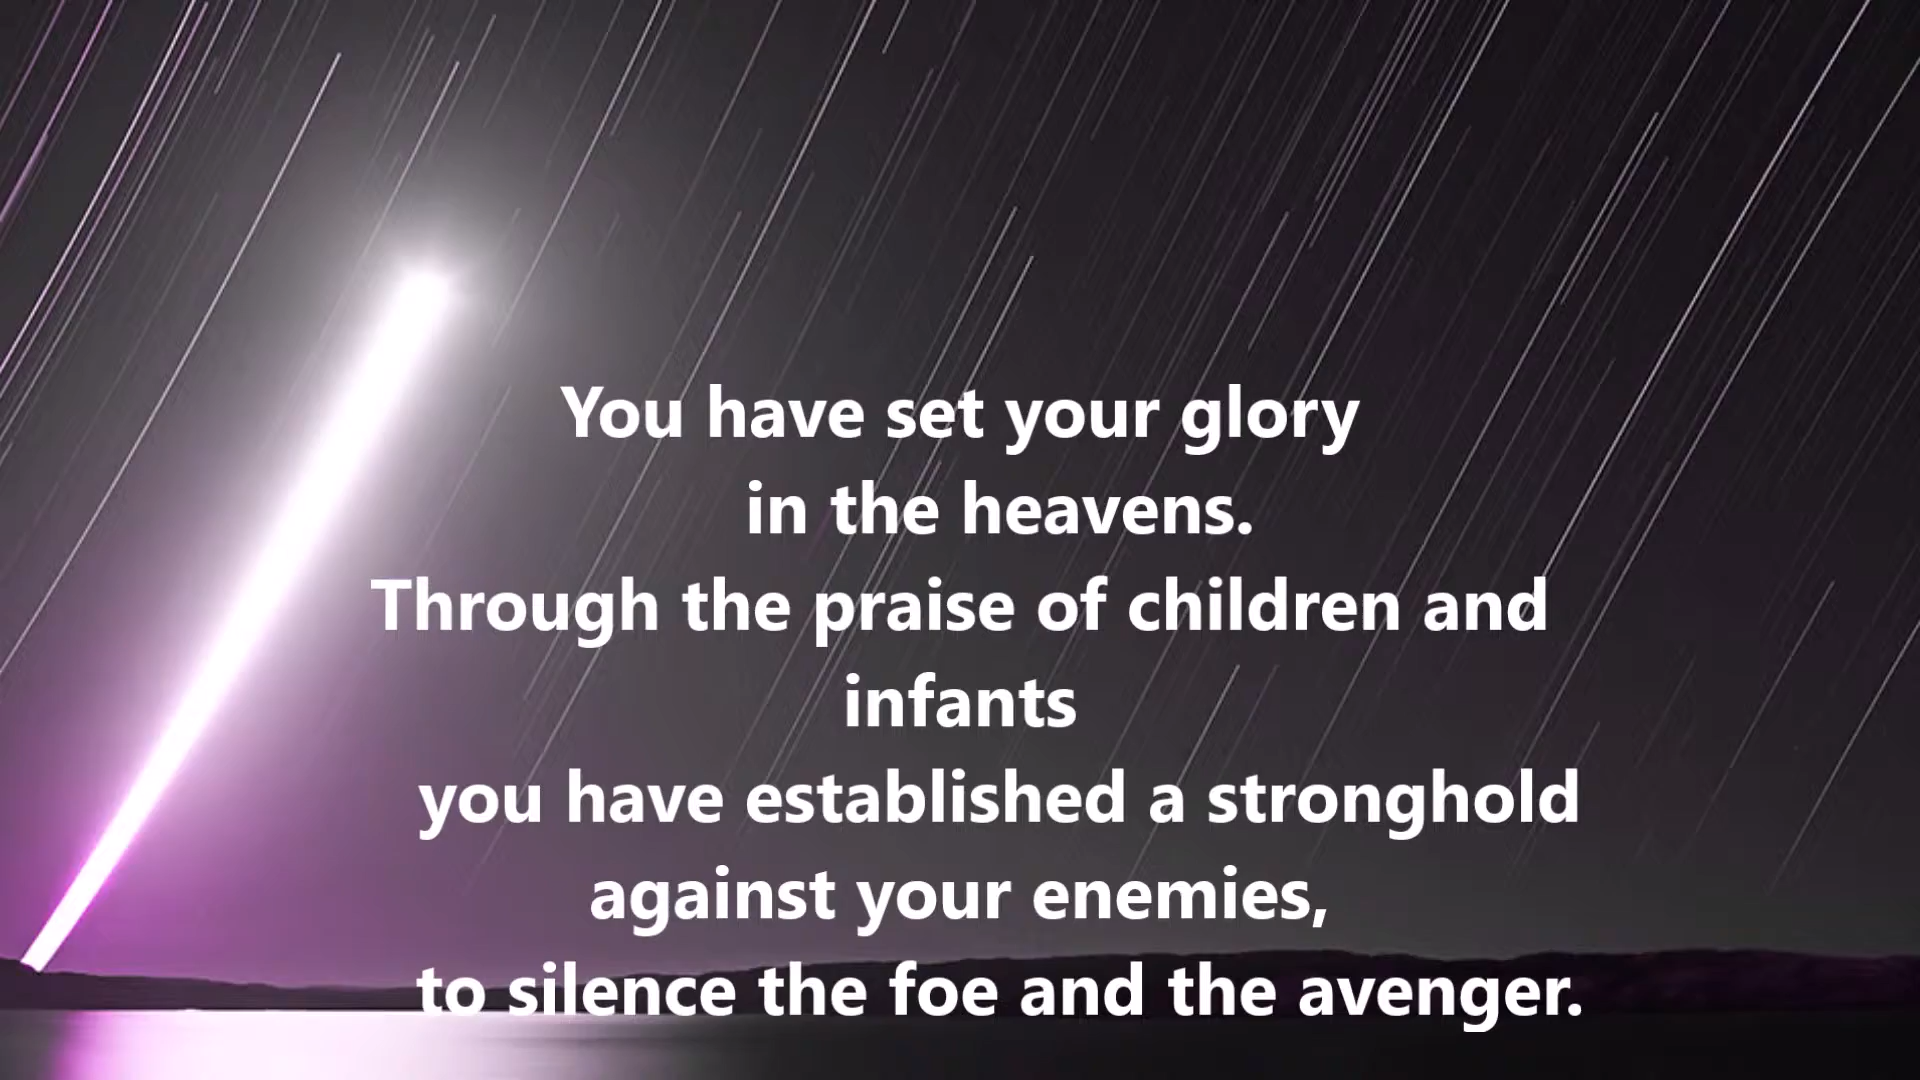 You have set your glory
in the heavens.
Through the praise of children and
infants
you have established a stronghold
against your enemies,
to silence the foe and the avenger.